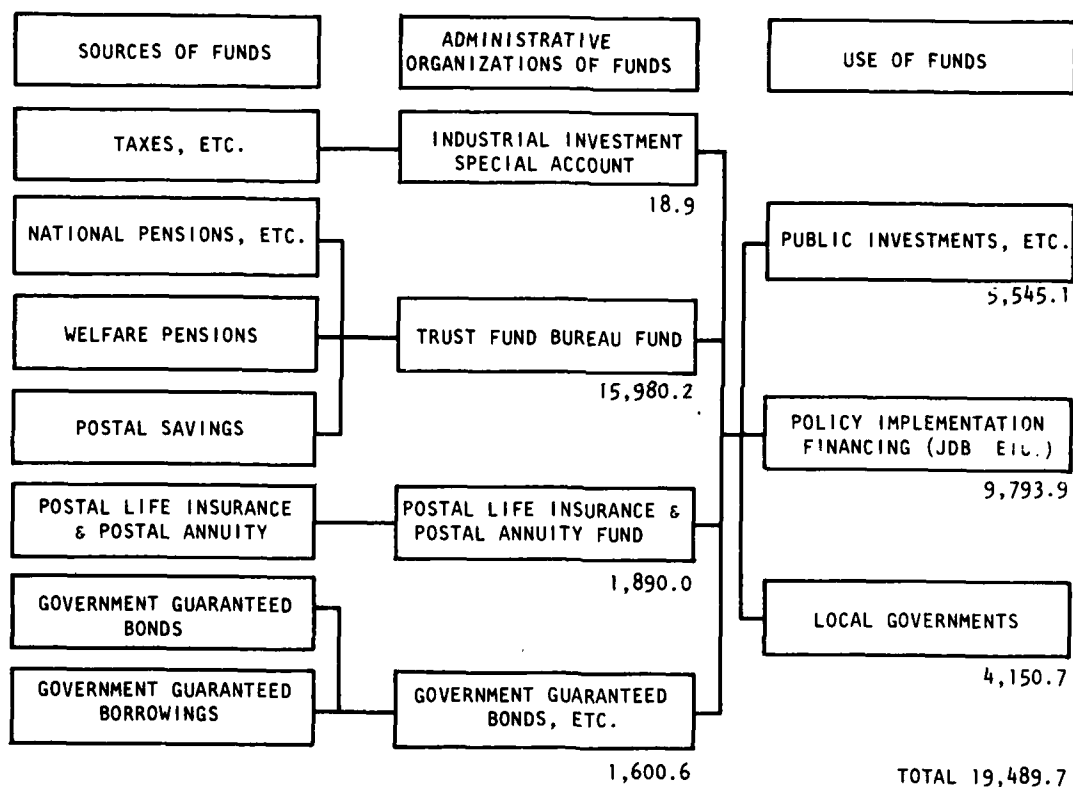 SOURCES OF FUNDS
ADMINISTRATIVE
ORGANIZATIONS OF FUNDS
USE OF FUNDS
TAXES, ETC.
INDUSTRIAL INVESTMENT
SPECIAL ACCOUNT
18.9
NATIONAL PENSIONS, ETC.
PUBLIC INVESTMENTS, ETC.
5,545.1
WELFARE PENSIONS
TRUST FUND BUREAU FUND
15,980.2
POSTAL SAVINGS
POLICY IMPLEMENTATION
FINANCING (JDB ETC.)
9,793.9
POSTAL LIFE INSURANCE
& POSTAL ANNUITY
POSTAL LIFE INSURANCE &
POSTAL ANNUITY FUND
1,890.0
GOVERNMENT GUARANTEED
BONDS
LOCAL GOVERNMENTS
4,150.7
GOVERNMENT GUARANTEED
BORROWINGS
GOVERNMENT GUARANTEED
BONDS, ETC.
1,600.6
TOTAL 19,489.7